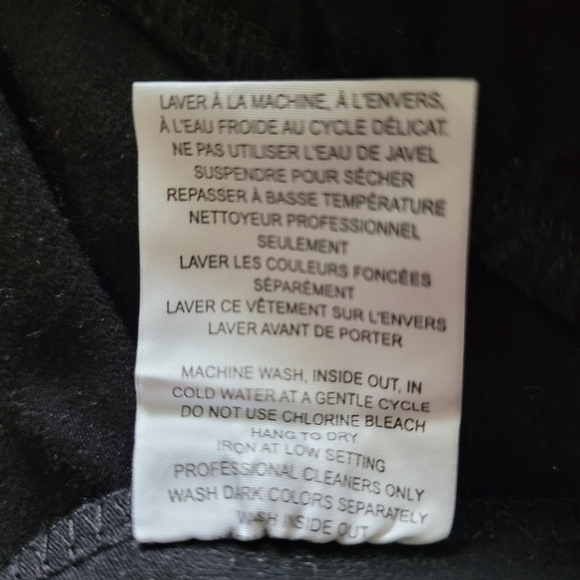 LAVER À LA MACHINE, À L'ENVERS,
À L'EAU FROIDE AU CYCLE DÉLICAT.
NE PAS UTILISER L'EAU DE JAVEL
SUSPENDRE POUR SÉCHER
REPASSER À BASSE TEMPÉRATURE
NETTOYEUR PROFESSIONNEL
SEULEMENT
LAVER LES COULEURS FONCÉES
SÉPARÉMENT
LAVER CE VÊTEMENT SUR L'ENVERS
LAVER AVANT DE PORTER
MACHINE WASH, INSIDE OUT, IN
COLD WATER AT A GENTLE CYCLE
DO NOT USE CHLORINE BLEACH
HANG TO DRY
IRON AT LOW SETTING
PROFESSIONAL CLEANERS ONLY
WASH DARK COLORS SEPARATELY
WASH INSIDE OUT